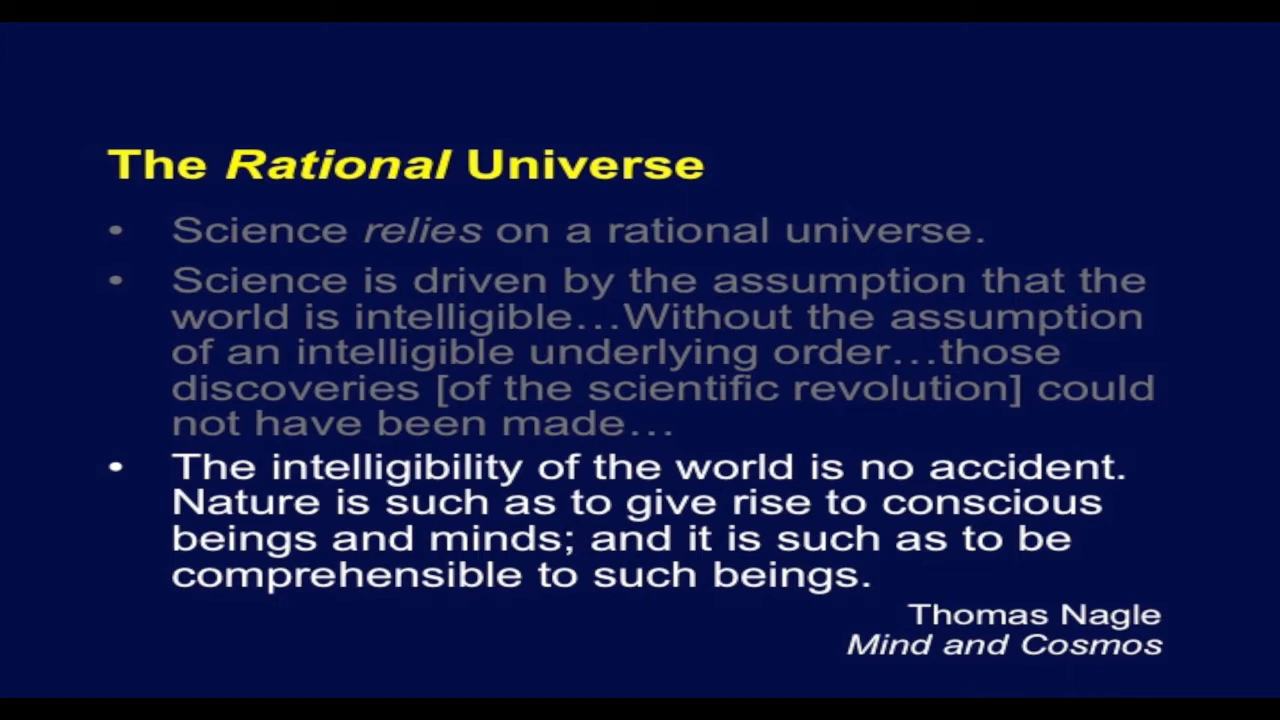 The Rational Universe
• Science relies on a rational universe.
• Science is driven by the assumption that the
world is intelligible…Without the assumption
of an intelligible underlying order…those
discoveries [of the scientific revolution] could
not have been made…
• The intelligibility of the world is no accident.
Nature is such as to give rise to conscious
beings and minds; and it is such as to be
comprehensible to such beings.
Thomas Nagle
Mind and Cosmos